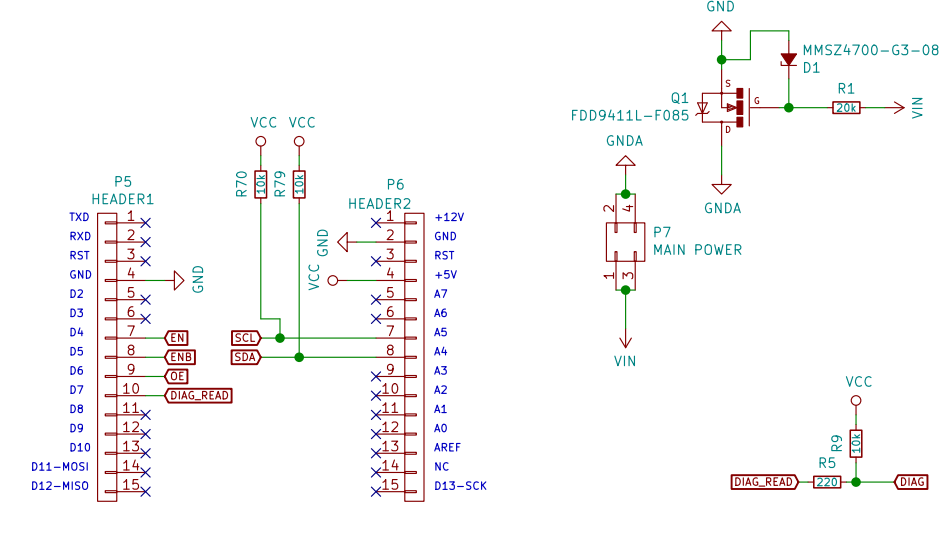 GND
MMSZ4700-G3-08
D1
R1
20k
VIN
Q1
FDD9411L-F085
S
G
D
GNDA
GNDA
2
4
P7
MAIN POWER
1
3
VIN
VCC
VCC
R70
10k
R79
10k
P5
HEADER1
TXD 1
RXD 2
RST 3
GND 4
GND
D2 5
D3 6
D4 7 EN
D5 8 ENB
D6 9 OE
D7 10 DIAG_READ
D8 11
D9 12
D10 13
D11-MOSI 14
D12-MISO 15
P6
HEADER2
1 +12V
GND
2 GND
3 RST
VCC
4 +5V
5 A7
6 A6
SCL 7 A5
SDA 8 A4
9 A3
10 A2
11 A1
12 A0
13 AREF
14 NC
15 D13-SCK
VCC
R9
10k
R5
DIAG_READ 220 DIAG